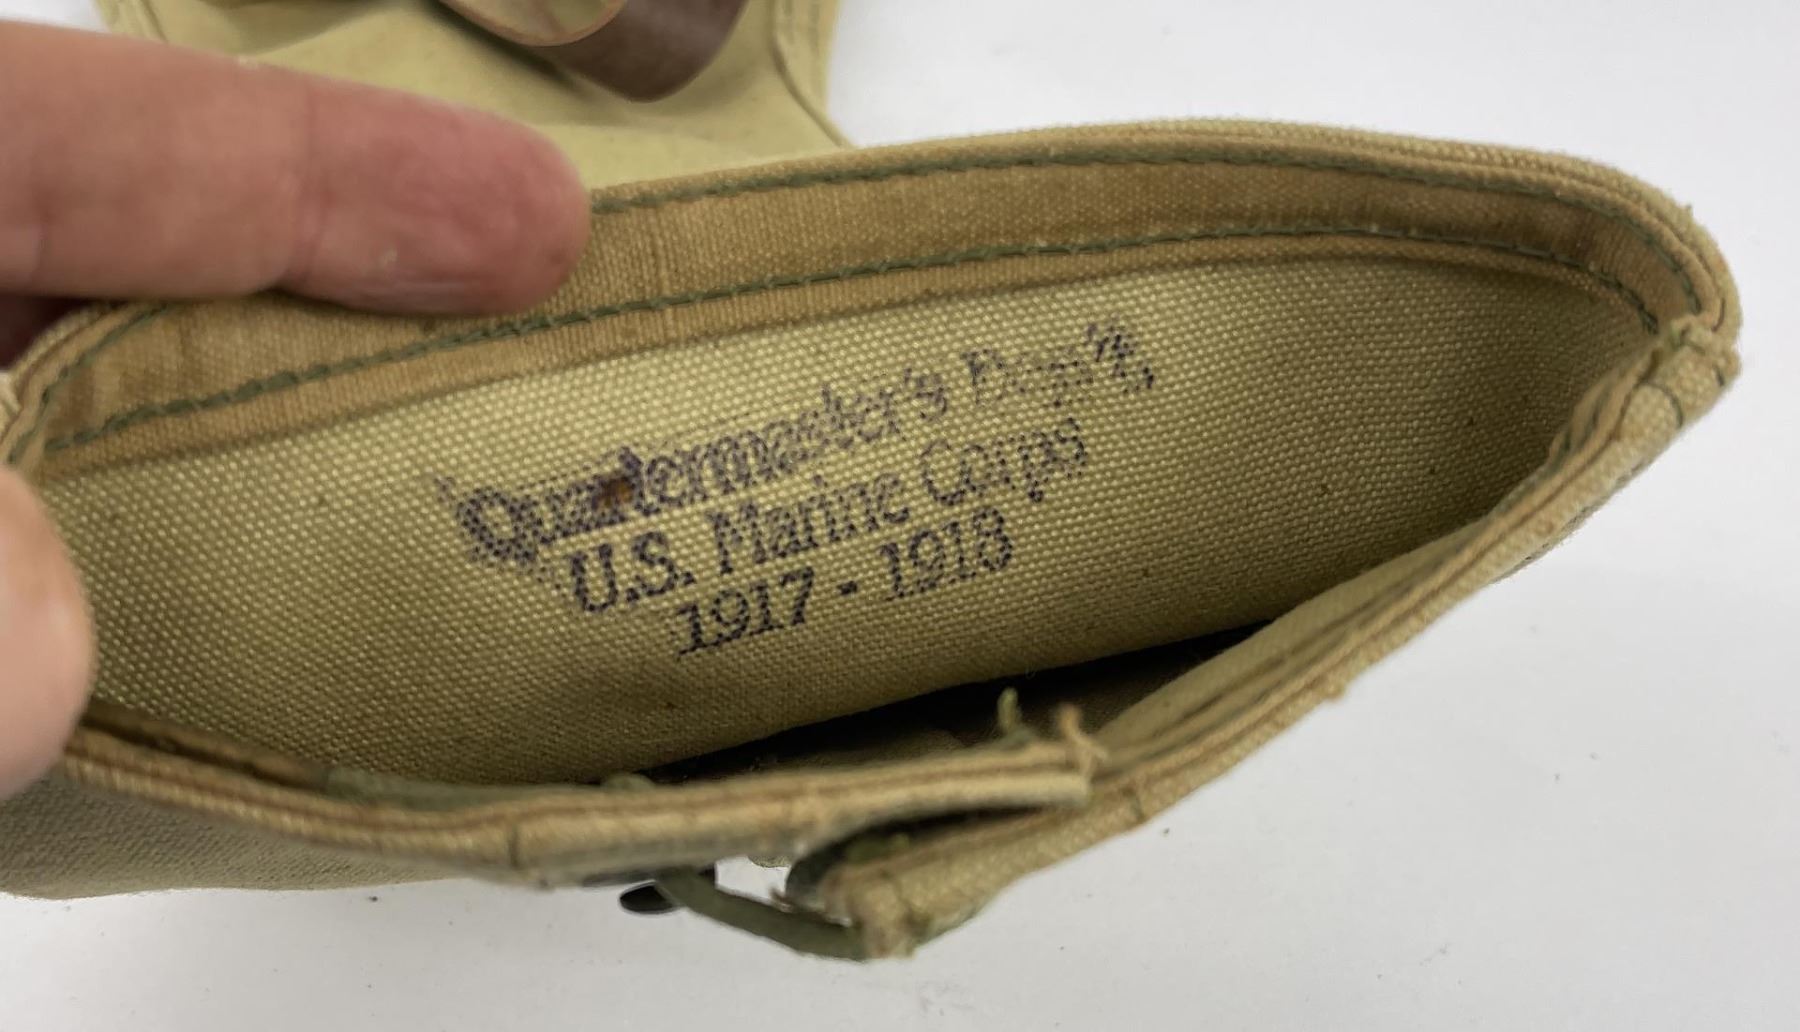 Quartermaster's Dep't,
U.S. Marine Corps
1917 - 1918